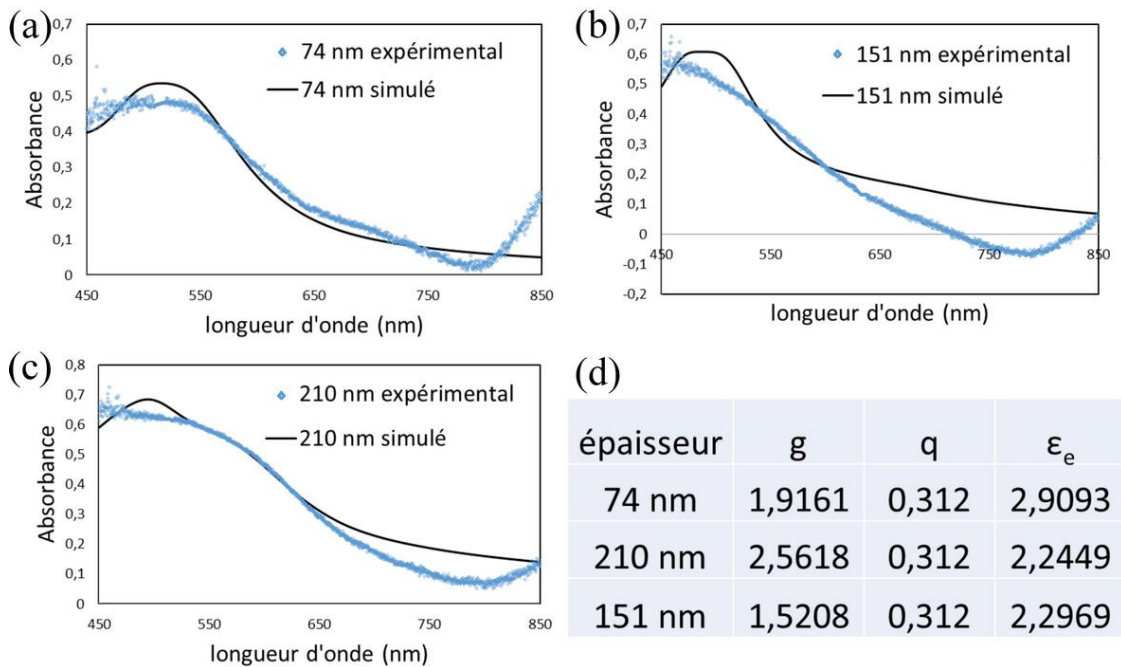 (a)
0,7
0,6
0,5
0,4
0,3
0,2
0,1
0
Absorbance
74 nm expérimental
74 nm simulé
450 550 650 750 850
longueur d'onde (nm)
(b)
0,7
0,6
0,5
0,4
0,3
0,2
0,1
0
-0,1
-0,2
Absorbance
151 nm expérimental
151 nm simulé
450 550 650 750 850
longueur d'onde (nm)
(c)
0,8
0,7
0,6
0,5
0,4
0,3
0,2
0,1
0
Absorbance
210 nm expérimental
210 nm simulé
450 550 650 750 850
longueur d'onde (nm)
(d)
épaisseur g q εe
74 nm 1,9161 0,312 2,9093
210 nm 2,5618 0,312 2,2449
151 nm 1,5208 0,312 2,2969